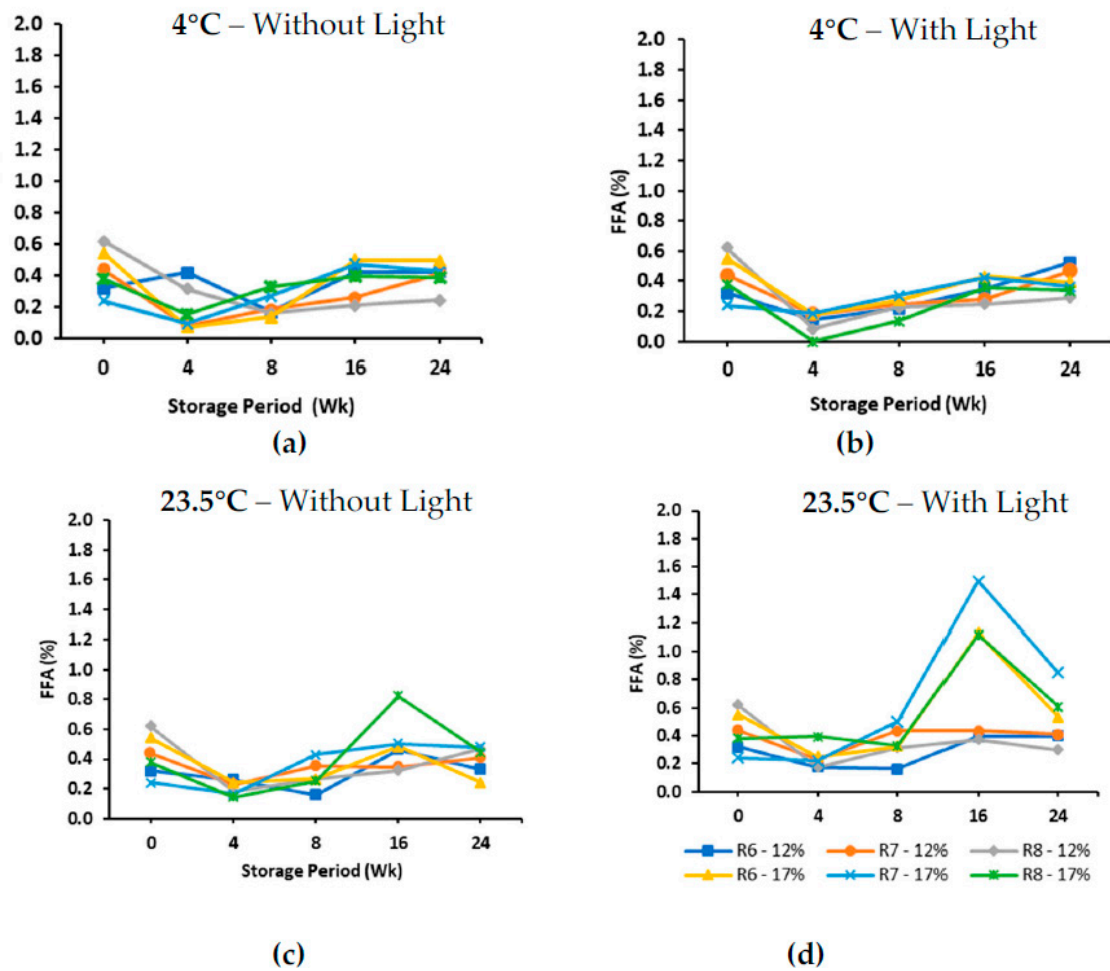 4°C – Without Light
2.0
1.8
1.6
1.4
1.2
1.0
0.8
0.6
0.4
0.2
0.0
0 4 8 16 24
Storage Period (Wk)
(a)
4°C – With Light
2.0
1.8
1.6
1.4
1.2
1.0
0.8
0.6
0.4
0.2
0.0
FFA (%)
0 4 8 16 24
Storage Period (Wk)
(b)
23.5°C – Without Light
2.0
1.8
1.6
1.4
1.2
1.0
0.8
0.6
0.4
0.2
0.0
FFA (%)
0 4 8 16 24
Storage Period (Wk)
(c)
23.5°C – With Light
2.0
1.8
1.6
1.4
1.2
1.0
0.8
0.6
0.4
0.2
0.0
FFA (%)
0 4 8 16 24
R6 - 12% R7 - 12% R8 - 12%
R6 - 17% R7 - 17% R8 - 17%
(d)